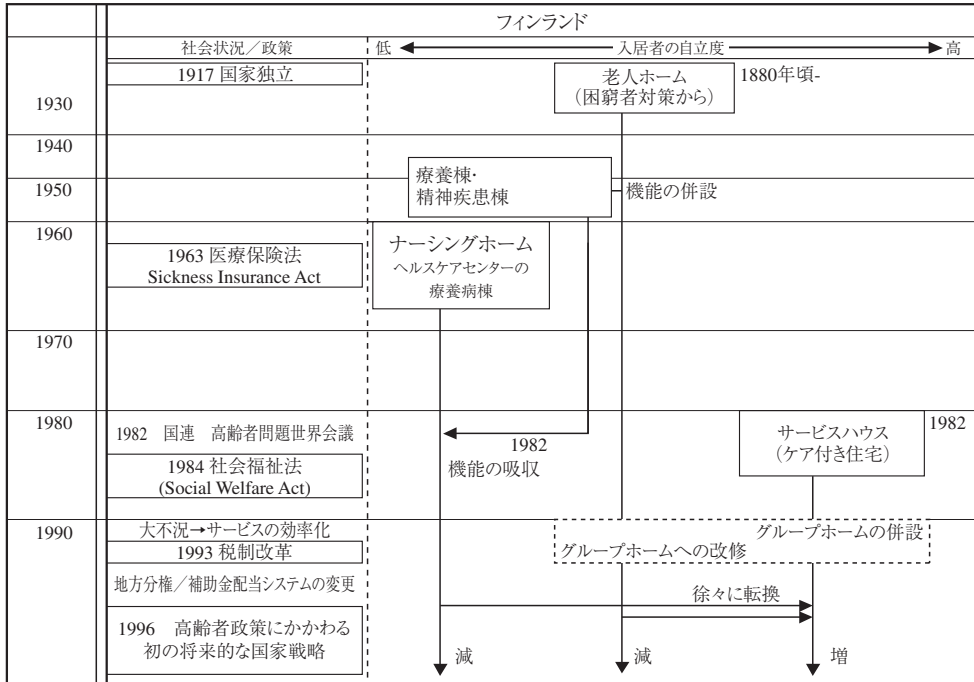 フィンランド
社会状況／政策
低
入居者の自立度
高
1917 国家独立
老人ホーム
（困窮者対策から）
1880年頃-
1930
1940
療養棟・
精神疾患棟
1950
機能の併設
1960
ナーシングホーム
ヘルスケアセンターの
療養病棟
1963 医療保険法
Sickness Insurance Act
1970
1980
1982 国連 高齢者問題世界会議
1982
機能の吸収
サービスハウス
（ケア付き住宅）
1982
1984 社会福祉法
(Social Welfare Act)
1990
大不況→サービスの効率化
1993 税制改革
グループホームの併設
グループホームへの改修
地方分権／補助金配当システムの変更
徐々に転換
1996 高齢者政策にかかわる
初の将来的な国家戦略
減
減
増